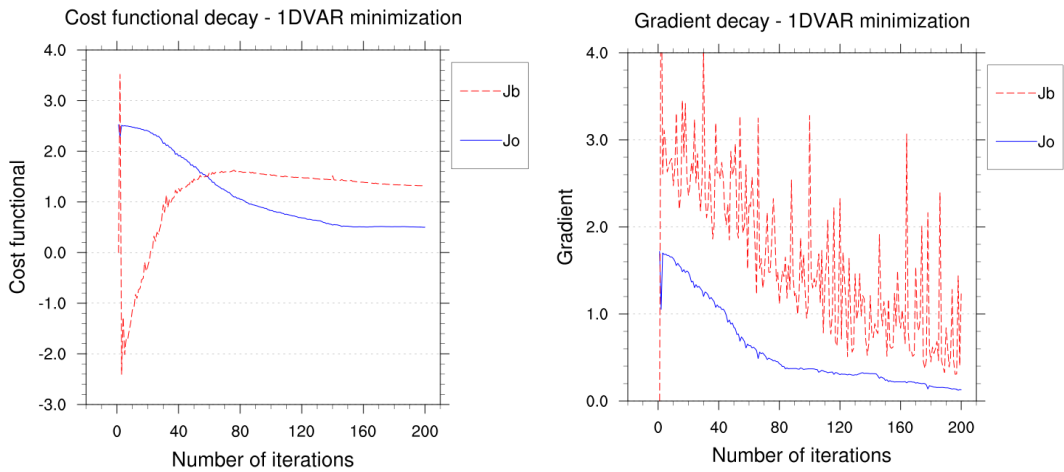 Cost functional decay - 1DVAR minimization
4.0
3.0
2.0
1.0
0.0
-1.0
-2.0
-3.0
Cost functional
0 40 80 120 160 200
Number of iterations
Jb
Jo
Gradient decay - 1DVAR minimization
4.0
3.0
2.0
1.0
0.0
Gradient
0 40 80 120 160 200
Number of iterations
Jb
Jo